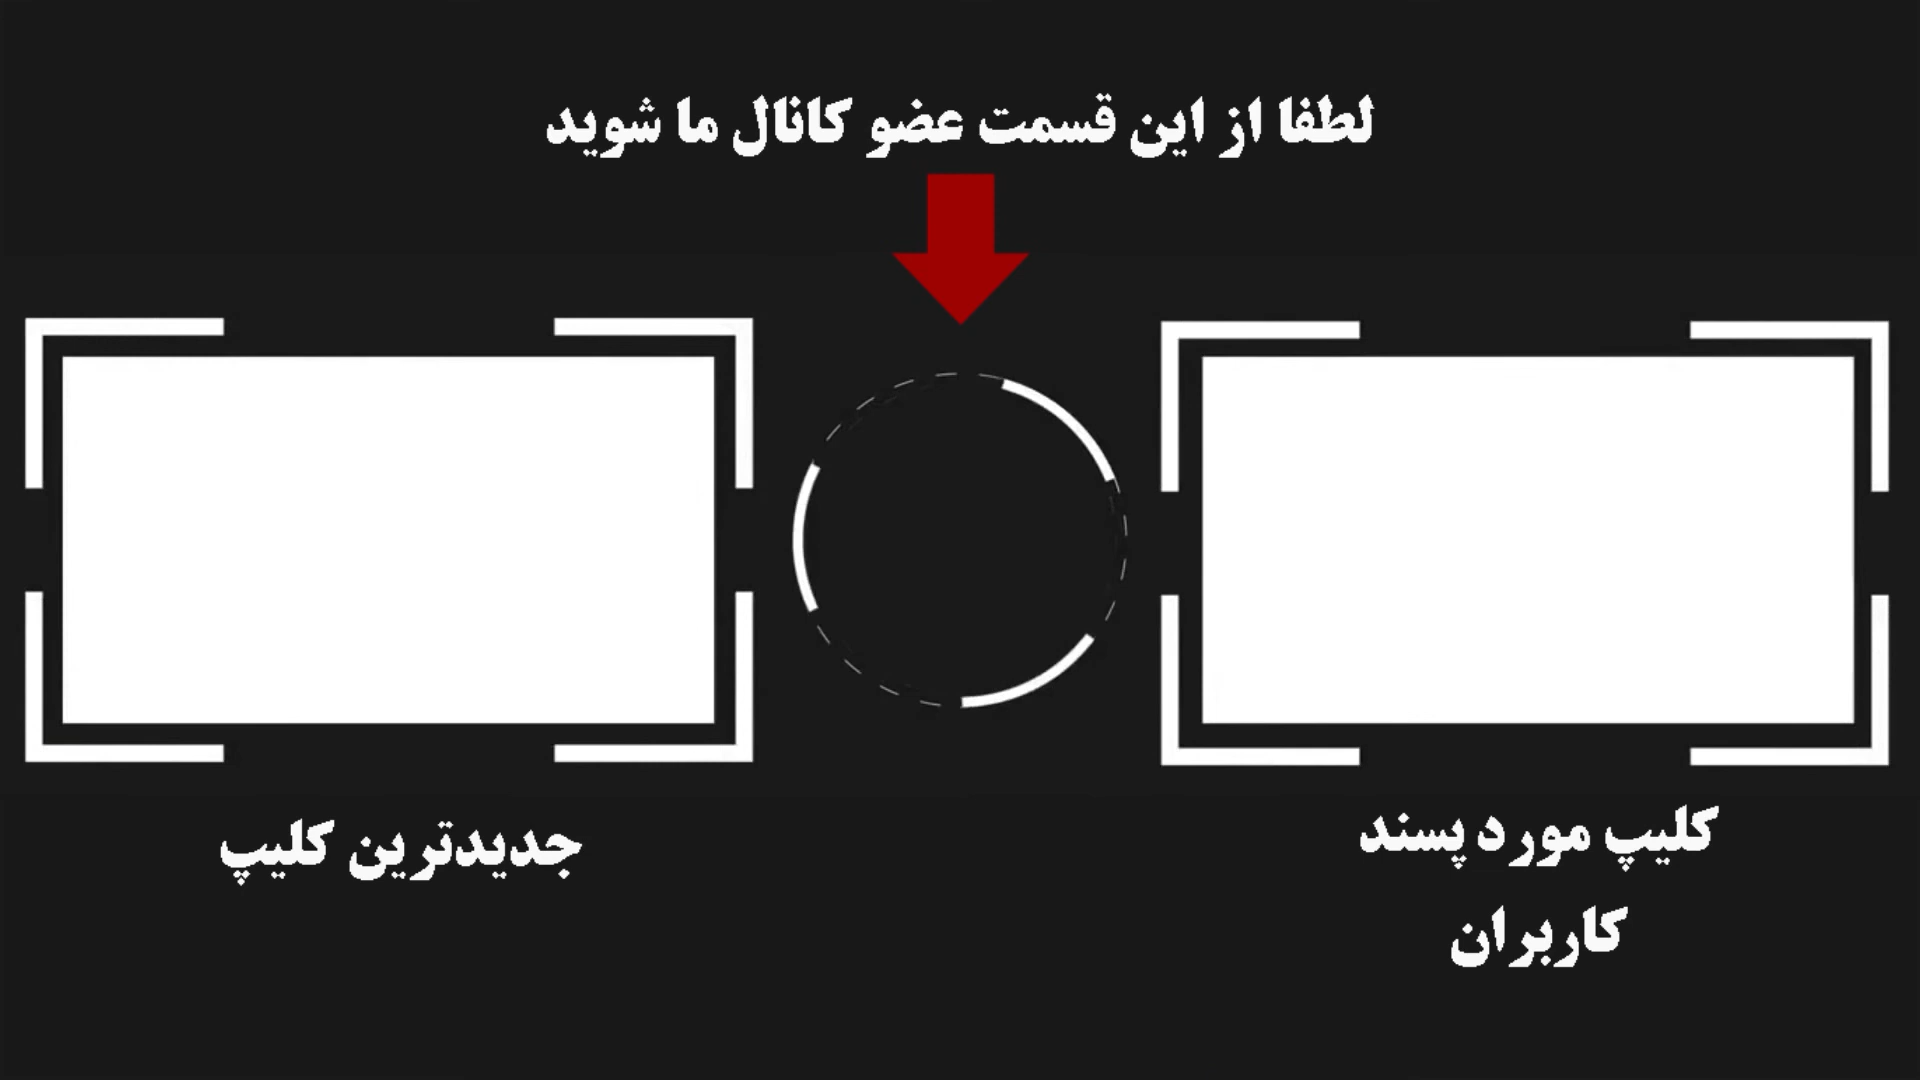 لطفا از این قسمت عضو کانال ما شوید
کلیپ مورد پسند
کاربران
جدیدترین کلیپ